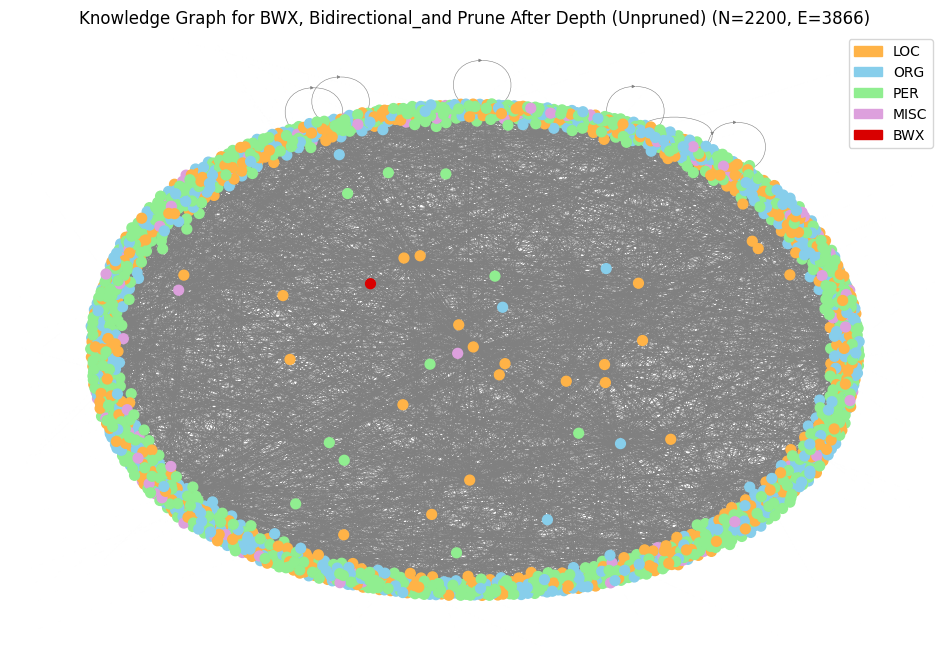 Knowledge Graph for BWX, Bidirectional_and Prune After Depth (Unpruned) (N=2200, E=3866)
LOC
ORG
PER
MISC
BWX